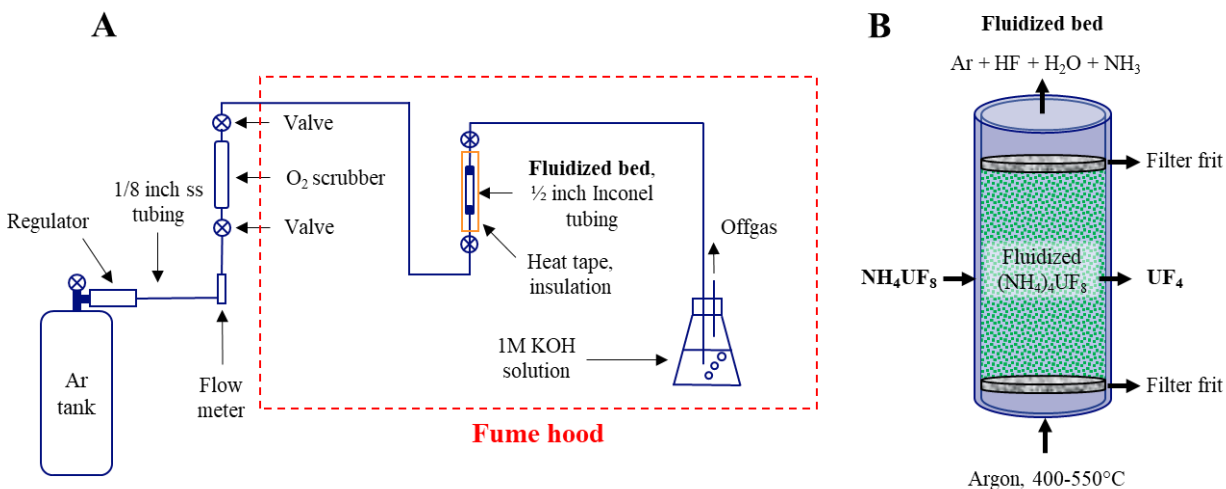 A
Valve
O₂ scrubber
Valve
1/8 inch ss
tubing
Regulator
Ar
tank
Flow
meter
Fluidized bed,
½ inch Inconel
tubing
Heat tape,
insulation
Offgas
1M KOH
solution
Fume hood
B
Fluidized bed
Ar + HF + H₂O + NH₃
Filter frit
NH₄UF₈
Fluidized
(NH₄)₄UF₈
UF₄
Filter frit
Argon, 400-550°C